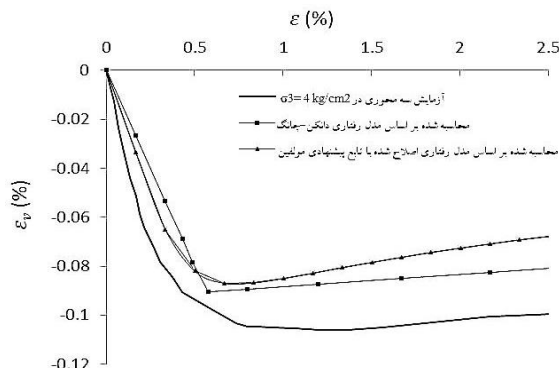 ε (%)
0 0.5 1 1.5 2 2.5
0
-0.02
-0.04
-0.06
-0.08
-0.1
-0.12
εv (%)
آزمایش سه محوری در σ3= 4 kg/cm2
محاسبه شده بر اساس مدل رفتاری دانکن-چانگ
محاسبه شده بر اساس مدل رفتاری اصلاح شده با تابع پیشنهادی مولفین